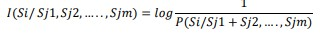 I(Si/Sj1, Sj2, ...., Sjm) = log 1 / P(Si/Sj1 + Sj2, ...., Sjm)